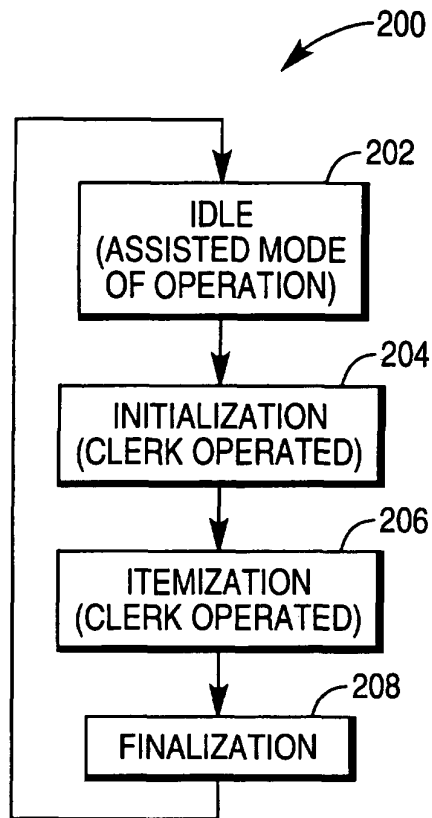 200
202
IDLE
(ASSISTED MODE
OF OPERATION)
204
INITIALIZATION
(CLERK OPERATED)
206
ITEMIZATION
(CLERK OPERATED)
208
FINALIZATION